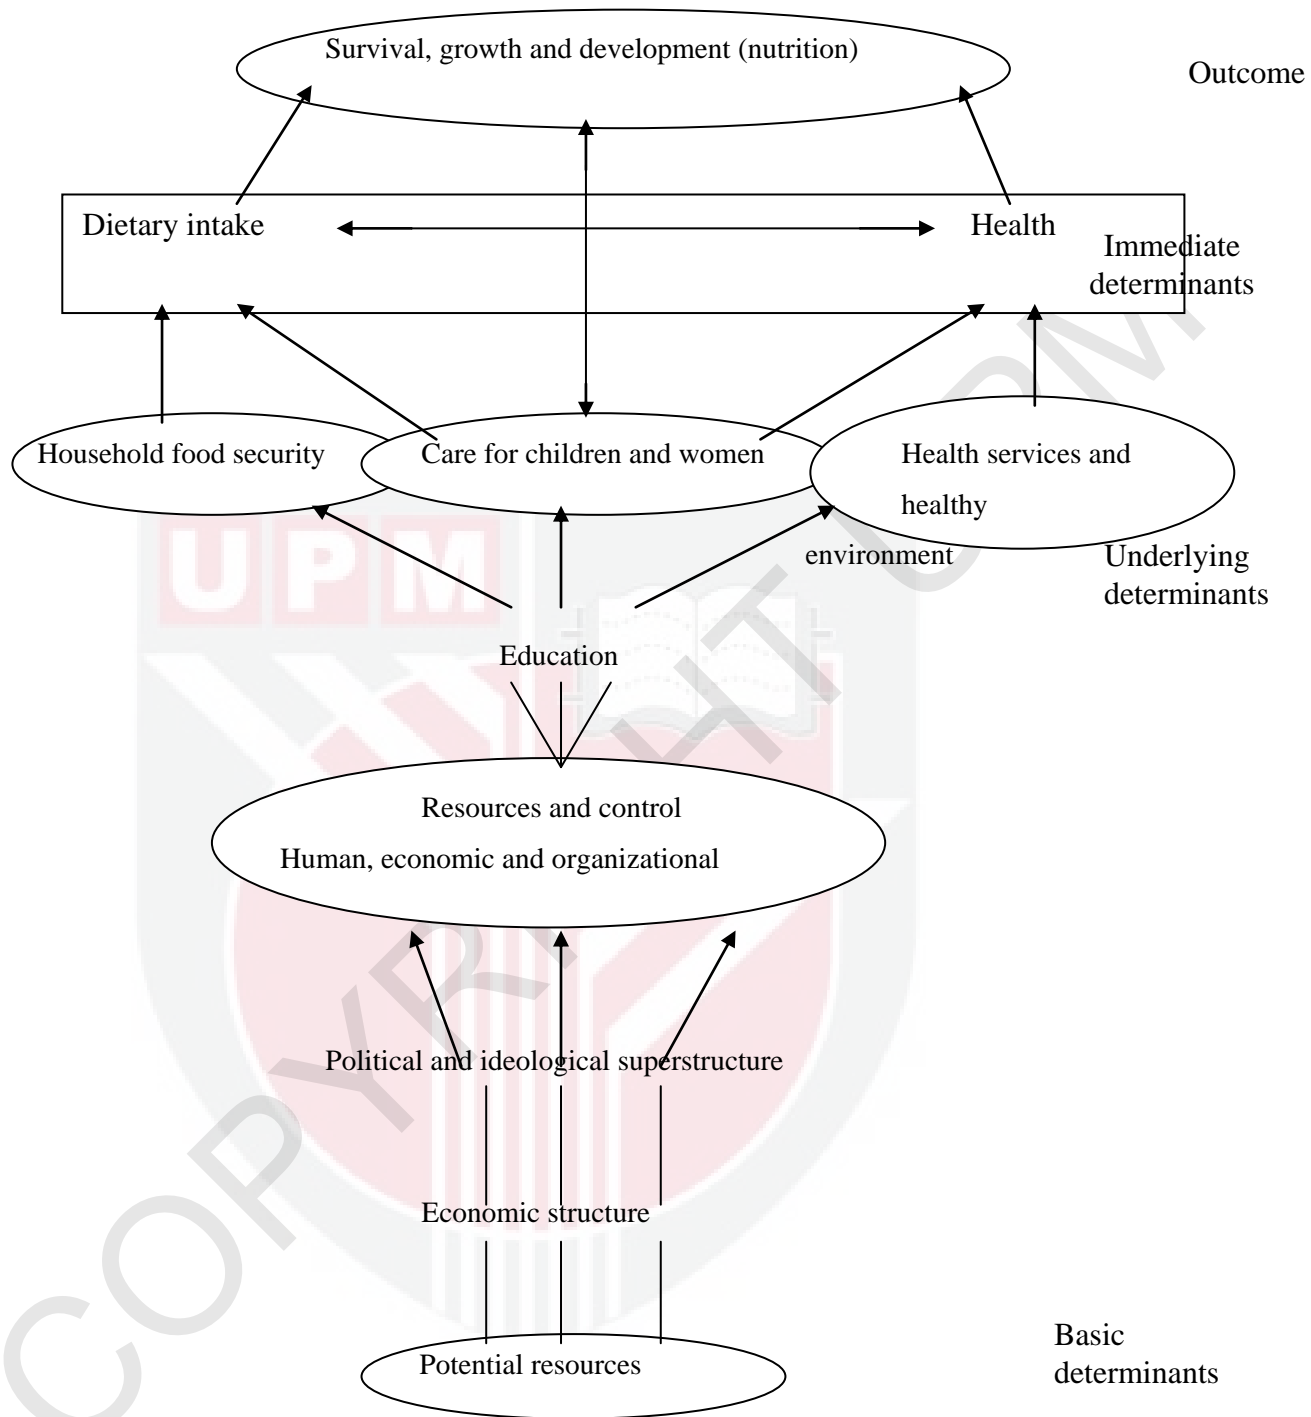 Survival, growth and development (nutrition)
Outcome
Dietary intake
Health
Immediate
determinants
Household food security
Care for children and women
Health services and
healthy
environment
Underlying
determinants
UPM
Education
Resources and control
Human, economic and organizational
Political and ideological superstructure
Economic structure
Potential resources
Basic
determinants
COPYRIGHT UPM